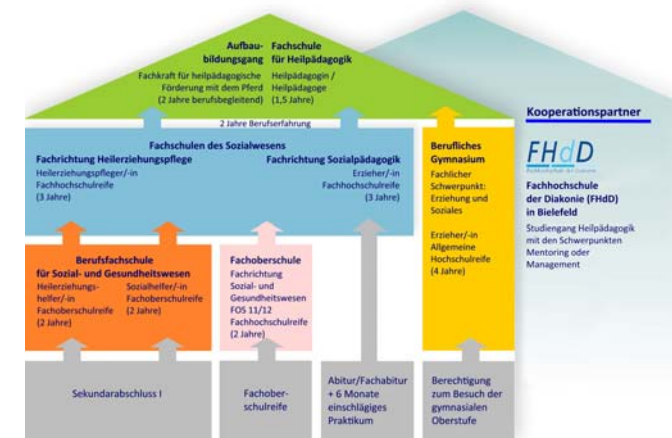 Aufbau-
bildungsgang
Fachkraft für heilpädagogische
Förderung mit dem Pferd
(2 Jahre berufsbegleitend)
Fachschule
für Heilpädagogik
Heilpädagogin /
Heilpädagoge
(1,5 Jahre)
2 Jahre Berufserfahrung
Fachschulen des Sozialwesens
Fachrichtung Heilerziehungspflege
Heilerziehungspfleger/-in
Fachhochschulreife
(3 Jahre)
Fachrichtung Sozialpädagogik
Erzieher/-in
Fachhochschulreife
(3 Jahre)
Berufliches
Gymnasium
Fachlicher
Schwerpunkt:
Erziehung und
Soziales
Erzieher/-in
Allgemeine
Hochschulreife
(4 Jahre)
Kooperationspartner
FHdD
Fachhochschule der Diakonie
Fachhochschule
der Diakonie (FHdD)
in Bielefeld
Studiengang Heilpädagogik
mit den Schwerpunkten
Mentoring oder
Management
Berufsfachschule
für Sozial- und Gesundheitswesen
Heilerziehungs-
helfer/-in
Fachoberschulreife
(2 Jahre)
Sozialhelfer/-in
Fachoberschulreife
(2 Jahre)
Fachoberschule
Fachrichtung
Sozial- und
Gesundheitswesen
FOS 11/12
Fachhochschulreife
(2 Jahre)
Sekundarabschluss I
Fachober-
schulreife
Abitur/Fachabitur
+ 6 Monate
einschlägiges
Praktikum
Berechtigung
zum Besuch der
gymnasialen
Oberstufe